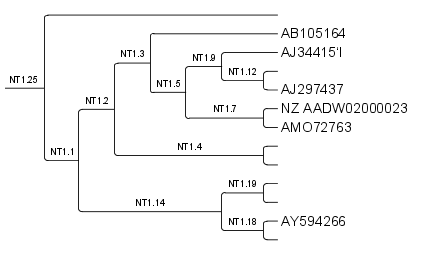 AB105164
NT1.3
AJ34415'I
NT1.9
NT1.12
NT1.25
NT1.5
AJ297437
NT1.2
NZ AADW02000023
NT1.7
AMO72763
NT1.4
NT1.1
NT1.19
NT1.14
AY594266
NT1.18